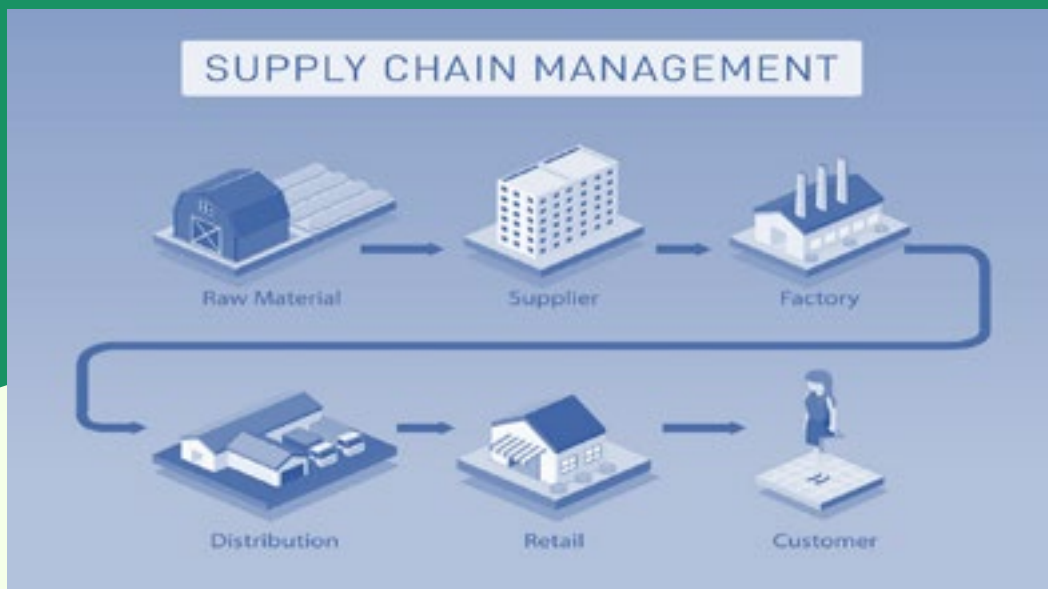 SUPPLY CHAIN MANAGEMENT
Raw Material
Supplier
Factory
Distribution
Retail
Customer